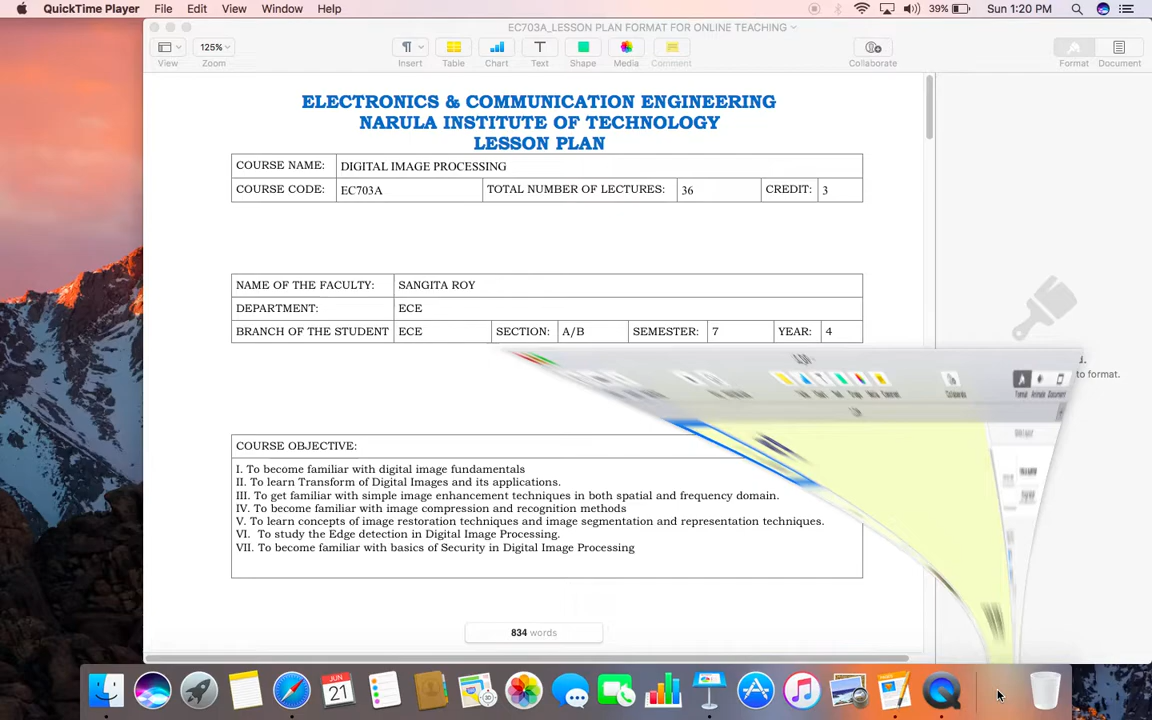 QuickTime Player File Edit View Window Help 39% Sun 1:20 PM
EC703A_LESSON PLAN FORMAT FOR ONLINE TEACHING
125%
View Zoom Insert Table Chart Text Shape Media Comment Collaborate Format Document
ELECTRONICS & COMMUNICATION ENGINEERING
NARULA INSTITUTE OF TECHNOLOGY
LESSON PLAN
COURSE NAME: DIGITAL IMAGE PROCESSING
COURSE CODE: EC703A TOTAL NUMBER OF LECTURES: 36 CREDIT: 3
NAME OF THE FACULTY: SANGITA ROY
DEPARTMENT: ECE
BRANCH OF THE STUDENT ECE SECTION: A/B SEMESTER: 7 YEAR: 4
to format.
COURSE OBJECTIVE:
I. To become familiar with digital image fundamentals
II. To learn Transform of Digital Images and its applications.
III. To get familiar with simple image enhancement techniques in both spatial and frequency domain.
IV. To become familiar with image compression and recognition methods
V. To learn concepts of image restoration techniques and image segmentation and representation techniques.
VI. To study the Edge detection in Digital Image Processing.
VII. To become familiar with basics of Security in Digital Image Processing
834 words
JUN
21